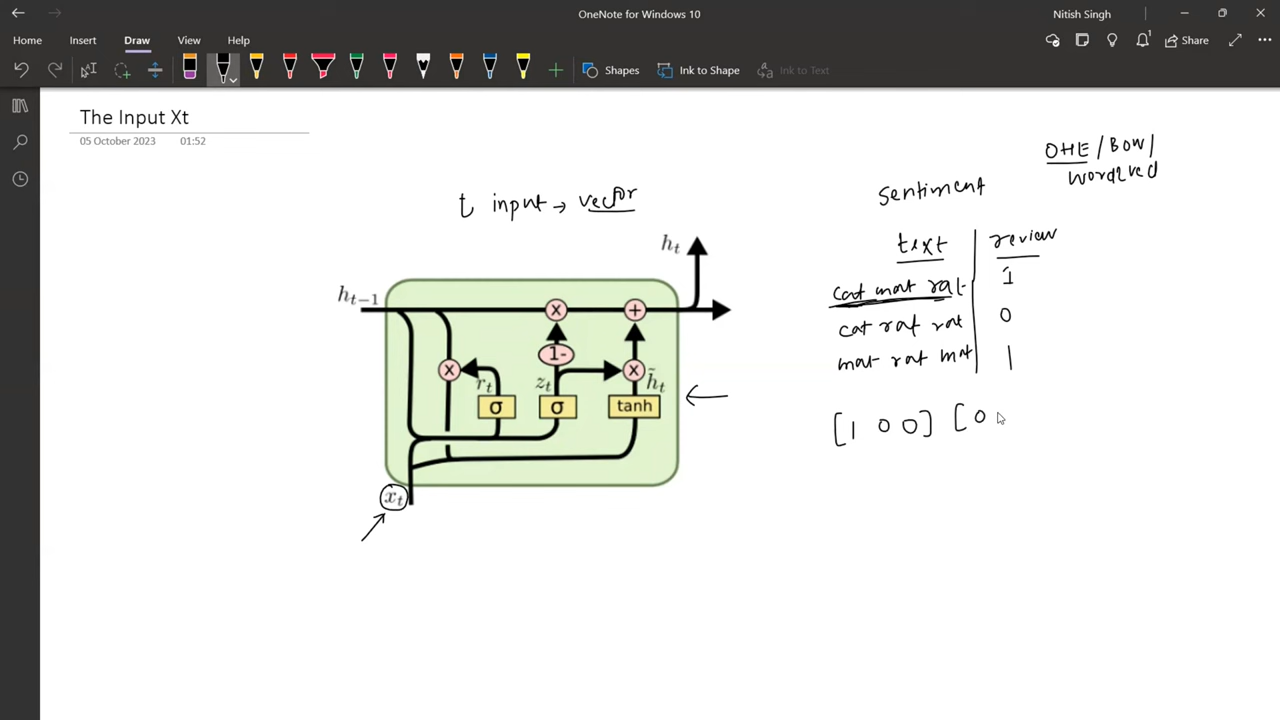 OneNote for Windows 10
Nitish Singh
Home Insert Draw View Help
Share
Shapes
Ink to Shape
Ink to Text
The Input Xt
05 October 2023 01:52
OHE / BOW /
Word2vec
Sentiment
t input → vector
text review
cat mat rat 1
cat rat rat 0
mat rat mat 1
h_t
h_{t-1}
x +
1-
x r_t z_t x h̃_t
σ σ tanh
[1 0 0] [0
x_t